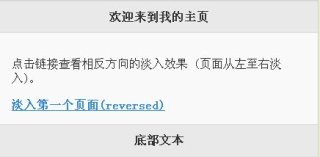 欢迎来到我的主页
点击链接查看相反方向的淡入效果 (页面从左至右淡
入)。
淡入第一个页面(reversed)
底部文本